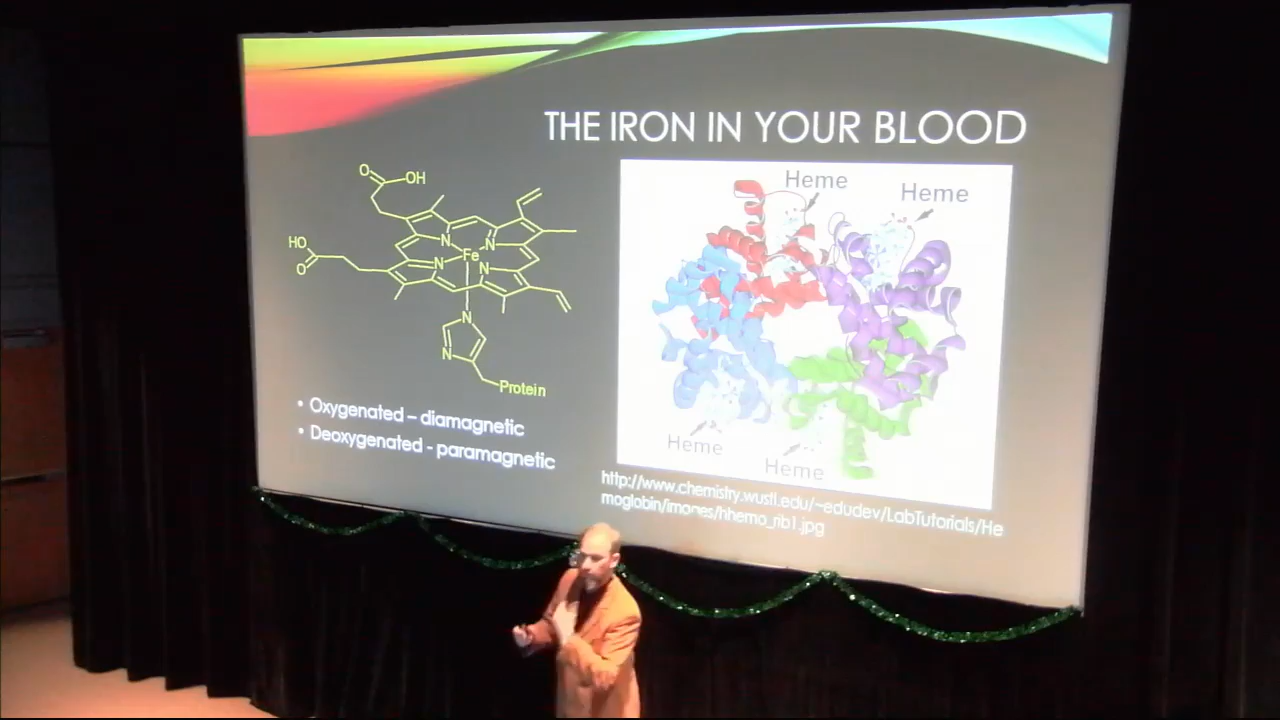 THE IRON IN YOUR BLOOD
O
OH
HO
O
N
N
Fe
N
N
N
N
Protein
• Oxygenated – diamagnetic
• Deoxygenated - paramagnetic
Heme
Heme
Heme
Heme
http://www.chemistry.wustl.edu/~edudev/LabTutorials/He
moglobin/images/hhemo_rib1.jpg